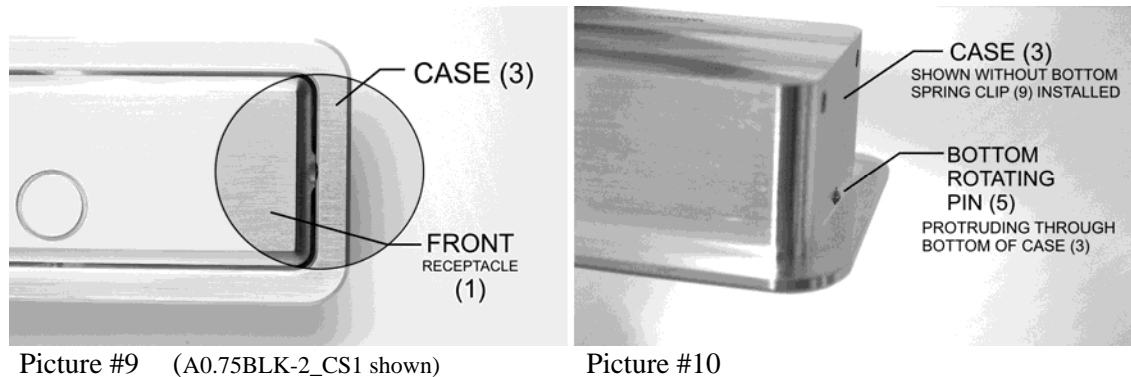 CASE (3)
FRONT
RECEPTACLE
(1)
CASE (3)
SHOWN WITHOUT BOTTOM
SPRING CLIP (9) INSTALLED
BOTTOM
ROTATING
PIN (5)
PROTRUDING THROUGH
BOTTOM OF CASE (3)
Picture #9 (A0.75BLK-2_CS1 shown)
Picture #10